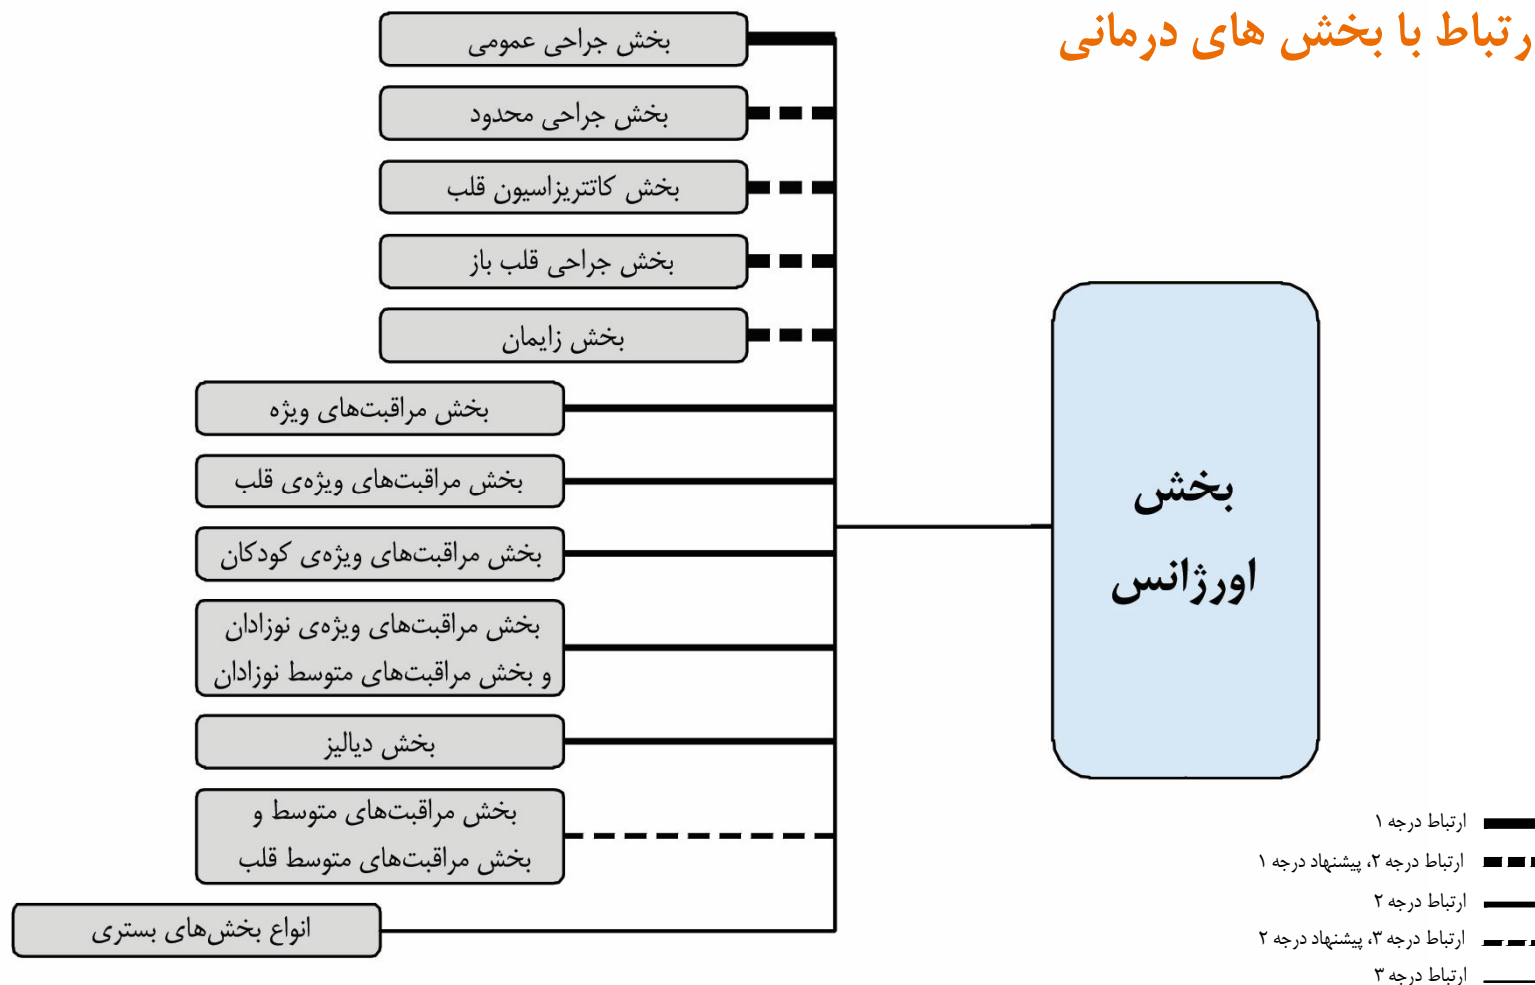 رتباط با بخش های درمانی
بخش جراحی عمومی
بخش جراحی محدود
بخش کاتتریزاسیون قلب
بخش جراحی قلب باز
بخش زایمان
بخش مراقبت‌های ویژه
بخش مراقبت‌های ویژه‌ی قلب
بخش مراقبت‌های ویژه‌ی کودکان
بخش مراقبت‌های ویژه‌ی نوزادان
و بخش مراقبت‌های متوسط نوزادان
بخش دیالیز
بخش مراقبت‌های متوسط و
بخش مراقبت‌های متوسط قلب
انواع بخش‌های بستری
بخش
اورژانس
ارتباط درجه ۱
ارتباط درجه ۲، پیشنهاد درجه ۱
ارتباط درجه ۲
ارتباط درجه ۳، پیشنهاد درجه ۲
ارتباط درجه ۳